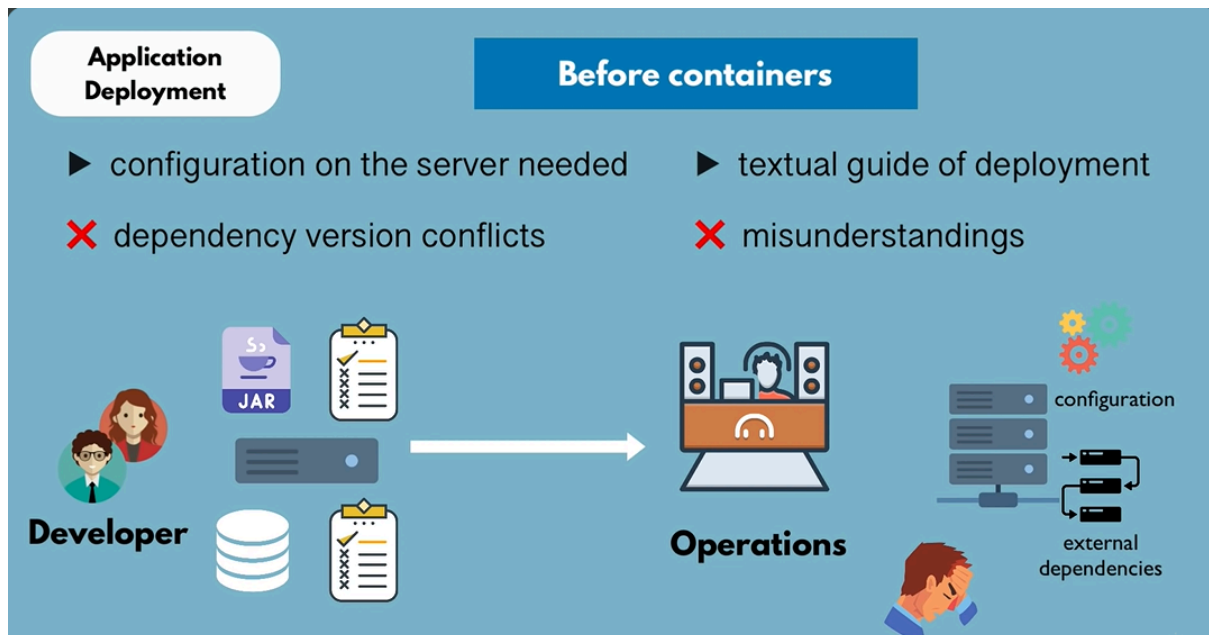 Application
Deployment
Before containers
▶ configuration on the server needed
❌ dependency version conflicts
▶ textual guide of deployment
❌ misunderstandings
JAR
Developer
Operations
configuration
external
dependencies